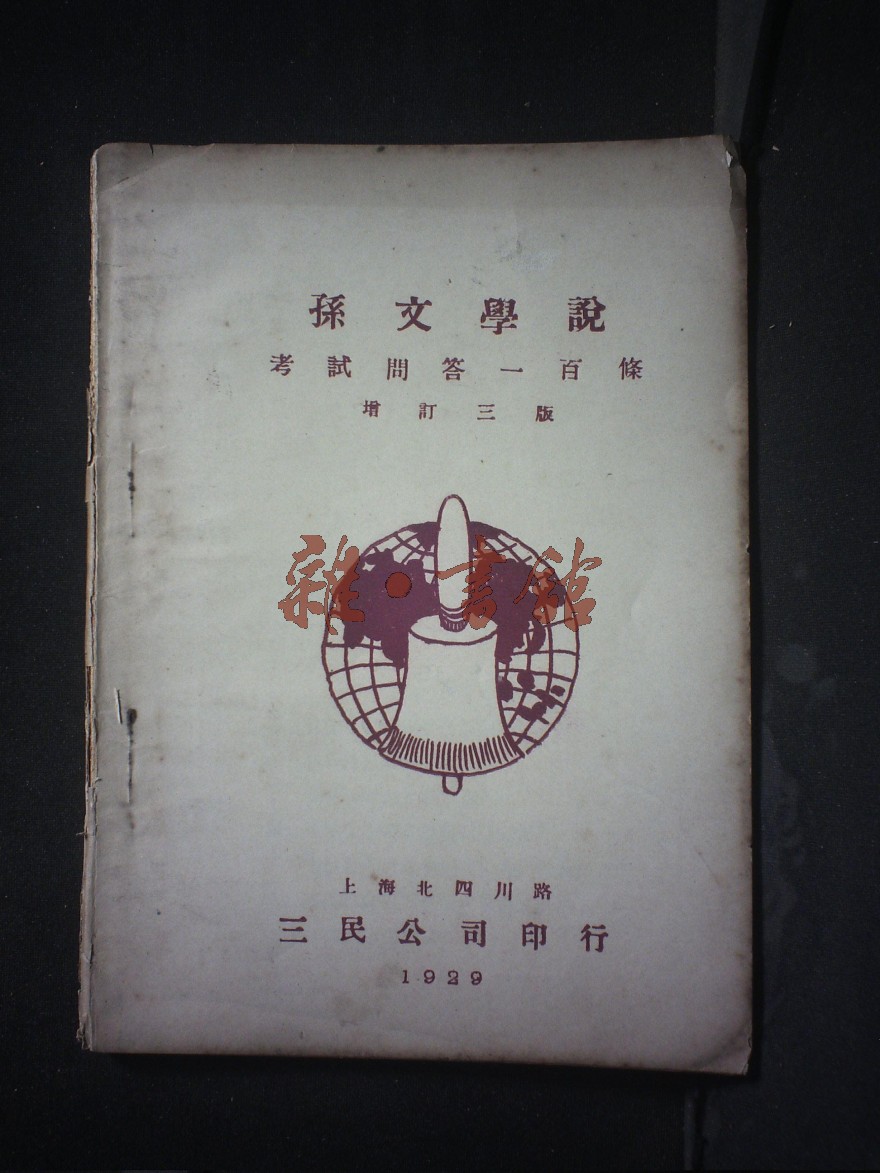 孫文學說
考試問答一百條
增訂三版
雜·書館
上海北四川路
三民公司印行
1929